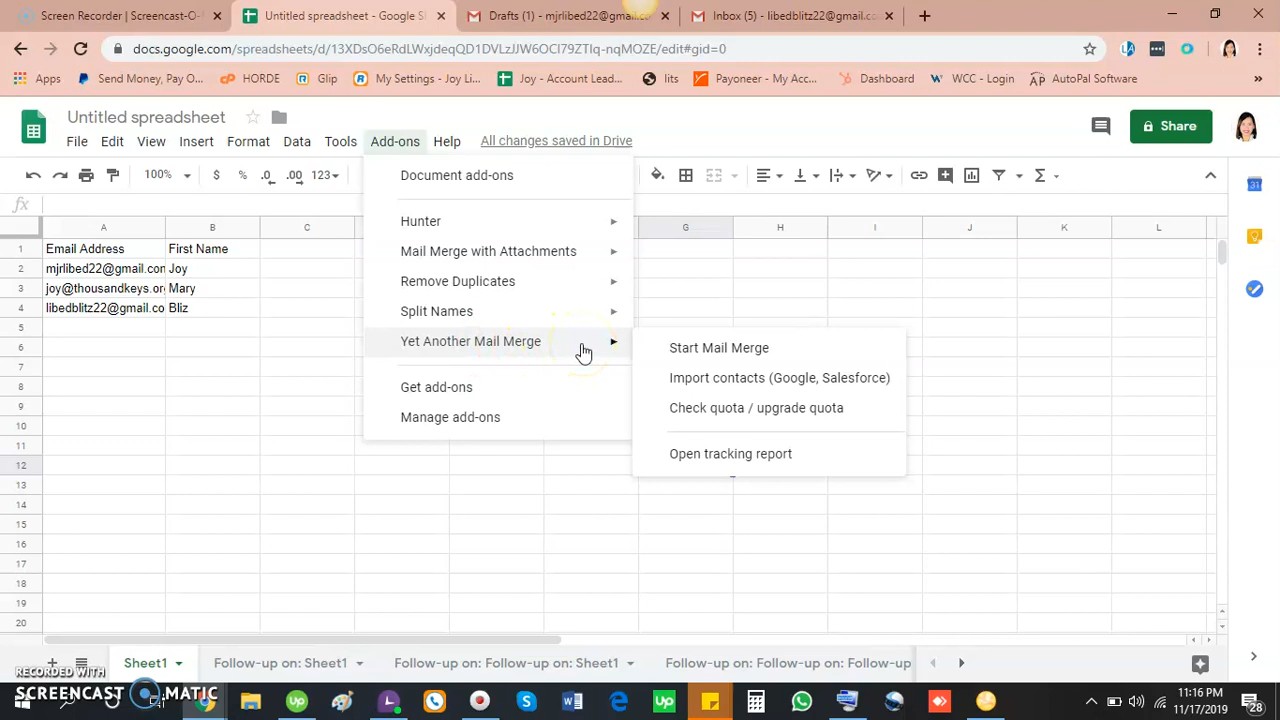 Screen Recorder | Screencast-O-
Untitled spreadsheet - Google S
Drafts (1) - mjrlibed22@gmail.co
Inbox (5) - libedblitz22@gmail.co
docs.google.com/spreadsheets/d/13XDsO6eRdLWxjdeqQD1DVLzJJW6OCl79ZTIq-nqMOZE/edit#gid=0
Apps
Send Money, Pay O...
HORDE
Glip
My Settings - Joy Li...
Joy - Account Lead...
lits
Payoneer - My Acc...
Dashboard
WCC - Login
AutoPal Software
Untitled spreadsheet
File Edit View Insert Format Data Tools Add-ons Help All changes saved in Drive
Share
100% $ % .0 .00 123
Document add-ons
Hunter
Mail Merge with Attachments
Remove Duplicates
Split Names
Yet Another Mail Merge
Get add-ons
Manage add-ons
Start Mail Merge
Import contacts (Google, Salesforce)
Check quota / upgrade quota
Open tracking report
fx
A B C G H I J K L
1 Email Address First Name
2 mjrlibed22@gmail.com Joy
3 joy@thousandkeys.org Mary
4 libedblitz22@gmail.co Bliz
5
6
7
8
9
10
11
12
13
14
15
16
17
18
19
20
Sheet1
Follow-up on: Sheet1
Follow-up on: Follow-up on: Sheet1
Follow-up on: Follow-up on: Follow-up
RECORDED WITH
SCREENCAST MATIC
11:16 PM
11/17/2019
28